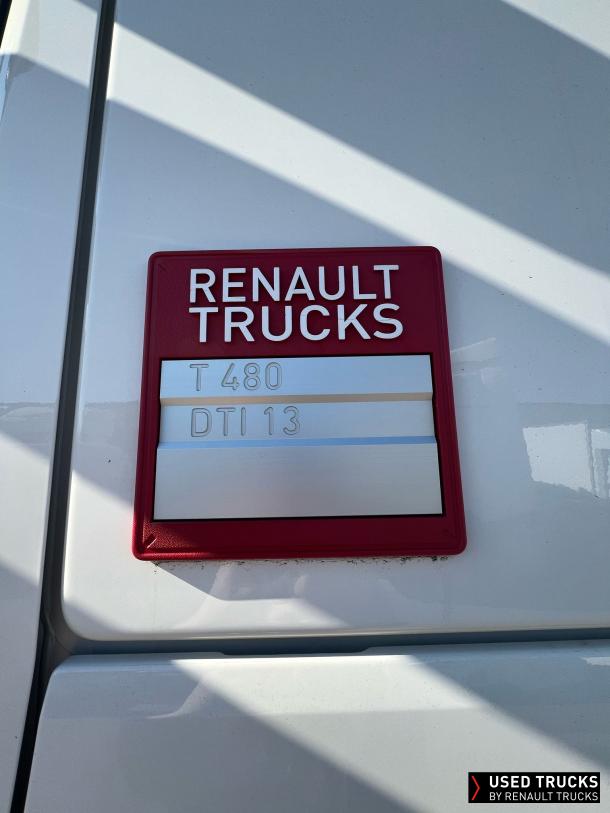 RENAULT
TRUCKS
T 480
DTI 13
USED TRUCKS
BY RENAULT TRUCKS